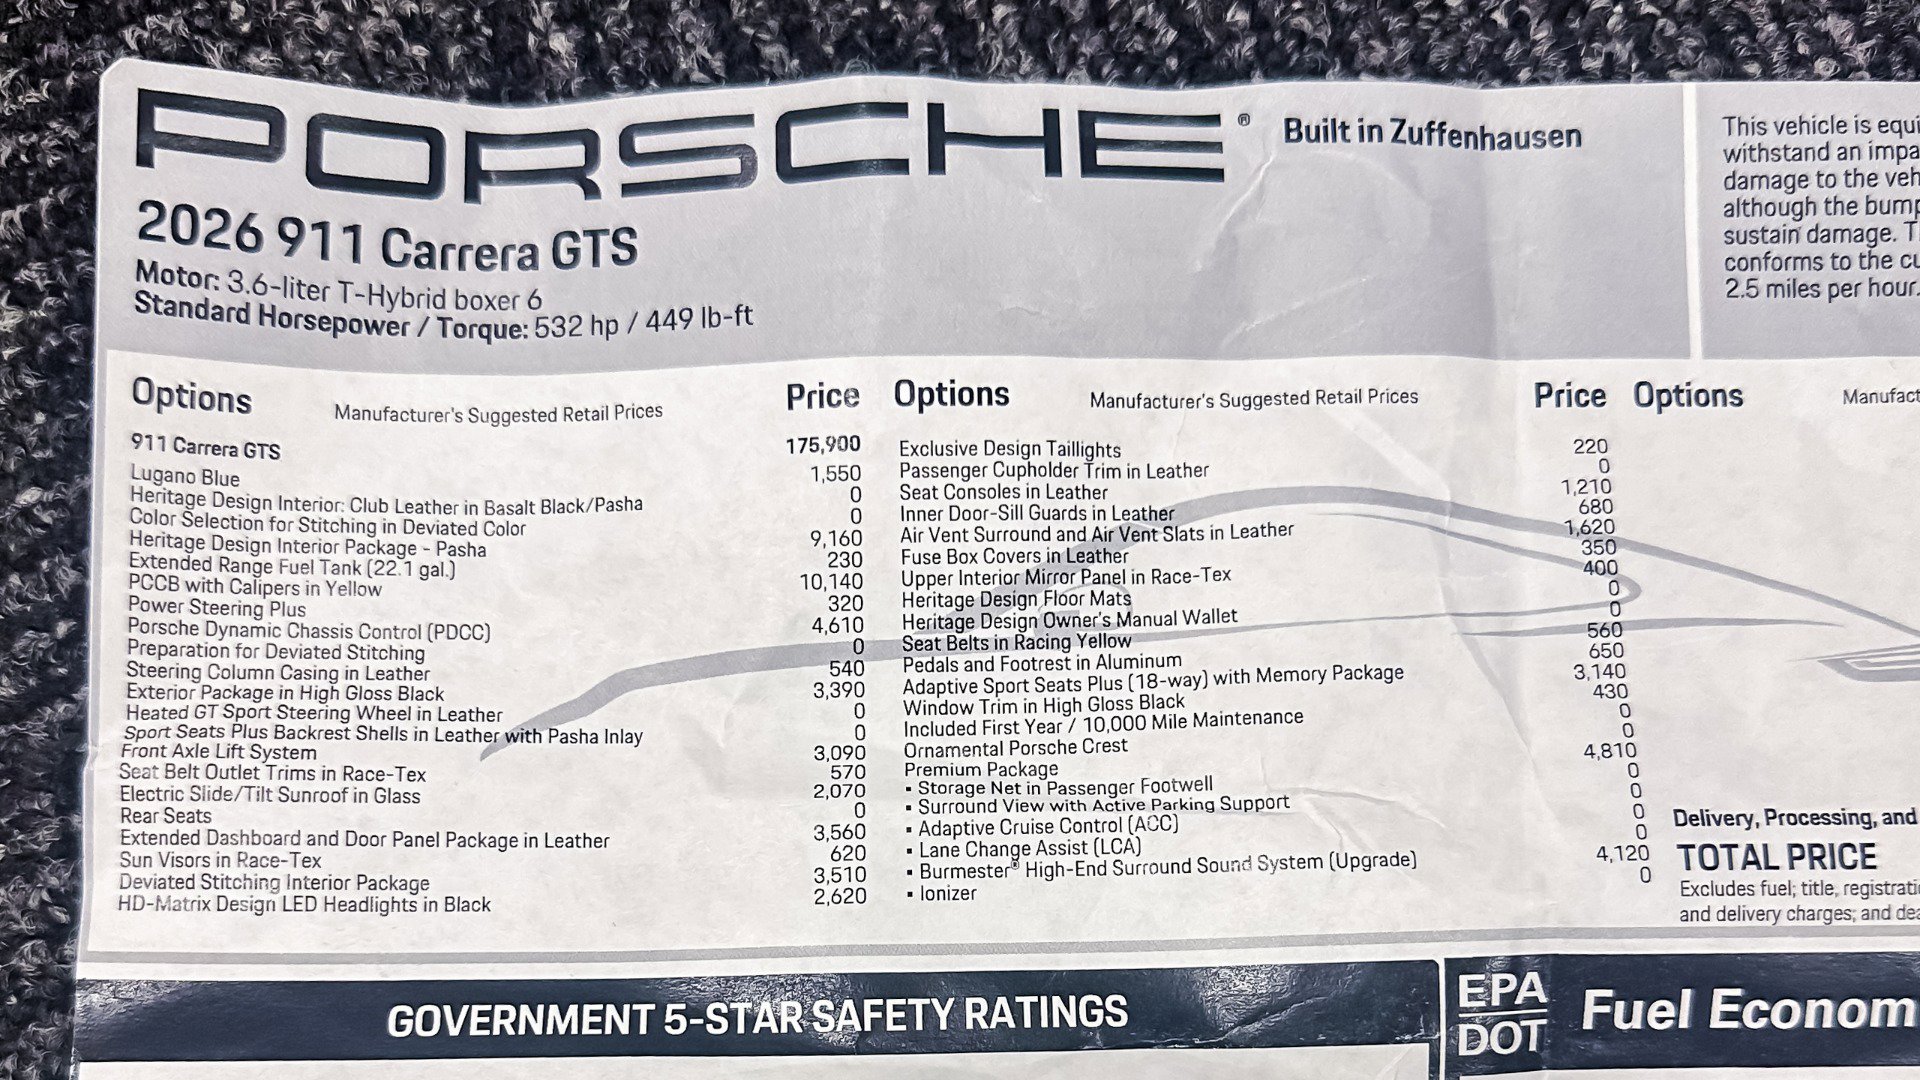 PORSCHE® Built in Zuffenhausen
2026 911 Carrera GTS
Motor: 3.6-liter T-Hybrid boxer 6
Standard Horsepower / Torque: 532 hp / 449 lb-ft
This vehicle is equi
withstand an impa
damage to the veh
although the bump
sustain damage. T
conforms to the cu
2.5 miles per hour.
Options Manufacturer's Suggested Retail Prices Price
911 Carrera GTS 175,900
Lugano Blue 1,550
Heritage Design Interior: Club Leather in Basalt Black/Pasha 0
Color Selection for Stitching in Deviated Color 0
Heritage Design Interior Package - Pasha 9,160
Extended Range Fuel Tank (22.1 gal.) 230
PCCB with Calipers in Yellow 10,140
Power Steering Plus 320
Porsche Dynamic Chassis Control (PDCC) 4,610
Preparation for Deviated Stitching 0
Steering Column Casing in Leather 540
Exterior Package in High Gloss Black 3,390
Heated GT Sport Steering Wheel in Leather 0
Sport Seats Plus Backrest Shells in Leather with Pasha Inlay 0
Front Axle Lift System 3,090
Seat Belt Outlet Trims in Race-Tex 570
Electric Slide/Tilt Sunroof in Glass 2,070
Rear Seats 0
Extended Dashboard and Door Panel Package in Leather 3,560
Sun Visors in Race-Tex 620
Deviated Stitching Interior Package 3,510
HD-Matrix Design LED Headlights in Black 2,620
Options Manufacturer's Suggested Retail Prices Price
Exclusive Design Taillights 220
Passenger Cupholder Trim in Leather 0
Seat Consoles in Leather 1,210
Inner Door-Sill Guards in Leather 680
Air Vent Surround and Air Vent Slats in Leather 1,620
Fuse Box Covers in Leather 350
Upper Interior Mirror Panel in Race-Tex 400
Heritage Design Floor Mats 0
Heritage Design Owner's Manual Wallet 0
Seat Belts in Racing Yellow 560
Pedals and Footrest in Aluminum 650
Adaptive Sport Seats Plus (18-way) with Memory Package 3,140
Window Trim in High Gloss Black 430
Included First Year / 10,000 Mile Maintenance 0
Ornamental Porsche Crest 0
Premium Package 4,810
▪ Storage Net in Passenger Footwell 0
▪ Surround View with Active Parking Support 0
▪ Adaptive Cruise Control (ACC) 0
▪ Lane Change Assist (LCA) 0
▪ Burmester® High-End Surround Sound System (Upgrade) 4,120
▪ Ionizer 0
Options Manufact
Delivery, Processing, and
TOTAL PRICE
Excludes fuel; title, registrati
and delivery charges; and dea
GOVERNMENT 5-STAR SAFETY RATINGS
EPA
DOT
Fuel Econom